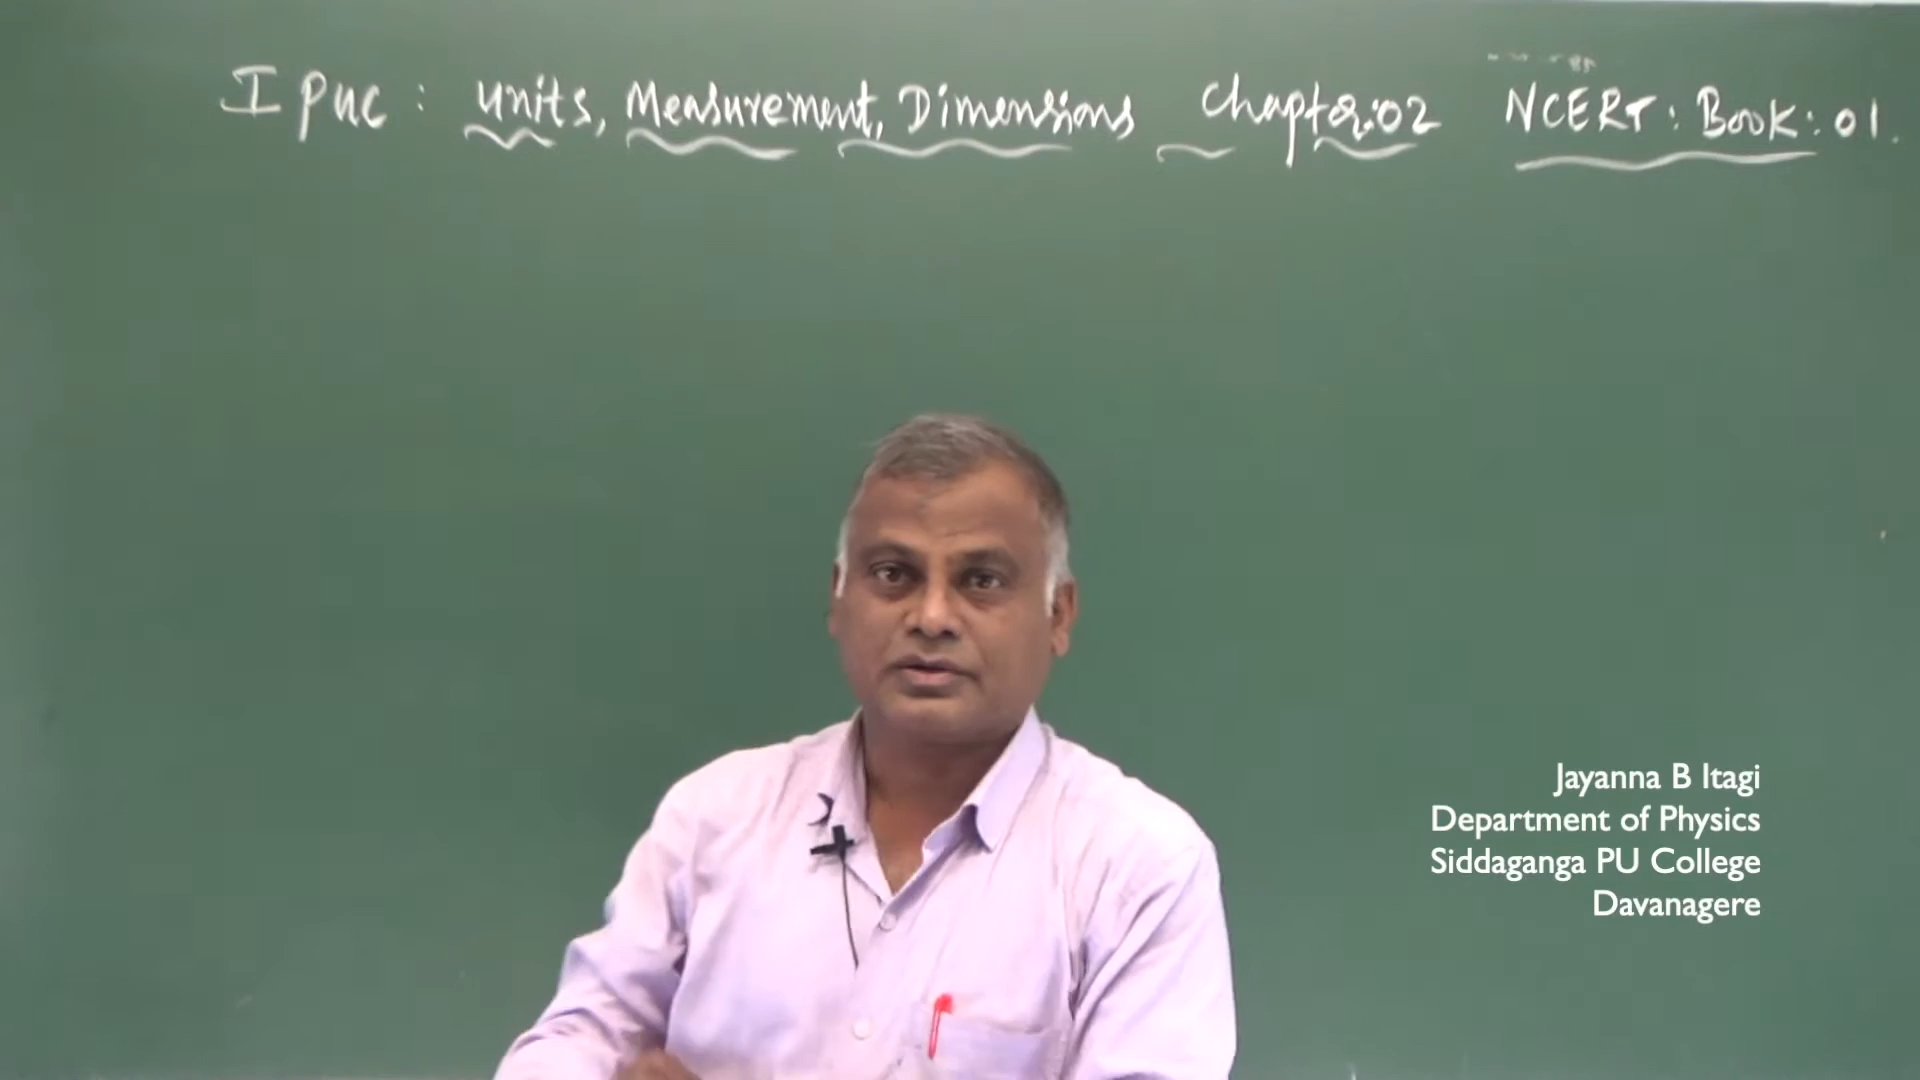 I PUC : Units, Measurement, Dimensions Chapter:02 NCERT : Book : 01.
Jayanna B Itagi
Department of Physics
Siddaganga PU College
Davanagere